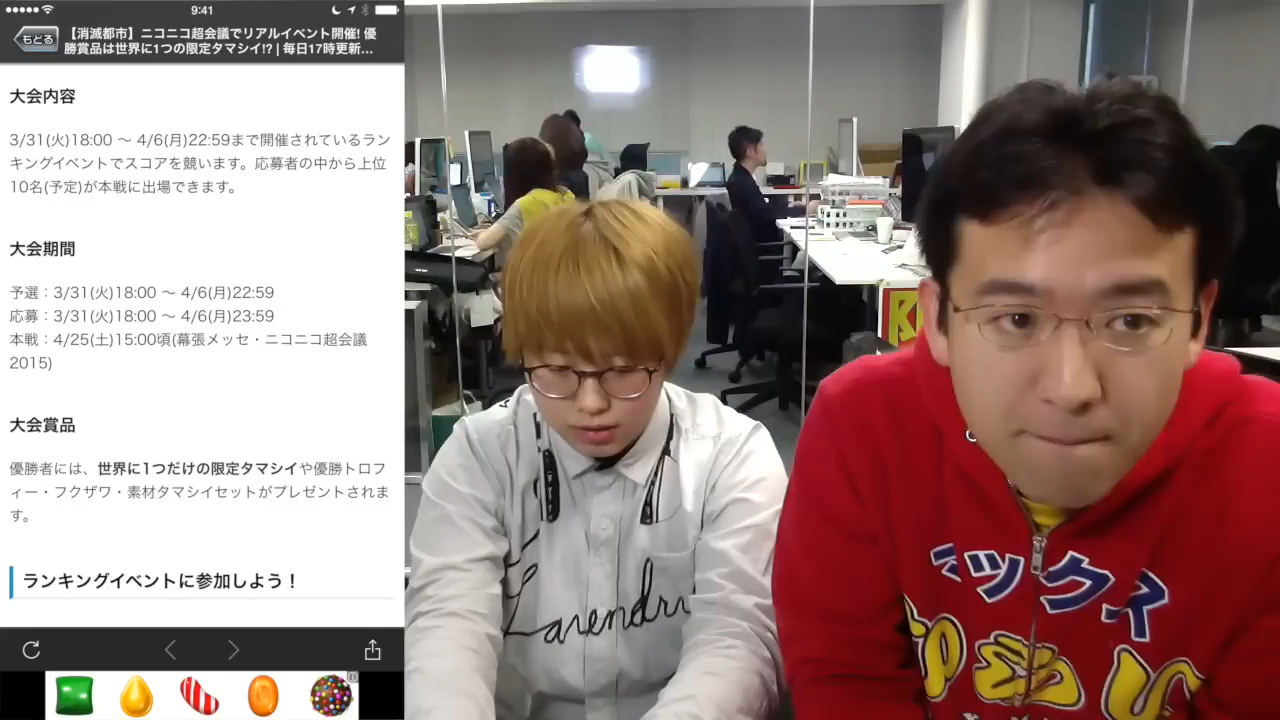 9:41
もどる
【消滅都市】ニコニコ超会議でリアルイベント開催! 優
勝賞品は世界に1つの限定タマシイ!? | 毎日17時更新…
大会内容
3/31(火)18:00 〜 4/6(月)22:59まで開催されているラン
キングイベントでスコアを競います。応募者の中から上位
10名(予定)が本戦に出場できます。
大会期間
予選：3/31(火)18:00 〜 4/6(月)22:59
応募：3/31(火)18:00 〜 4/6(月)23:59
本戦：4/25(土)15:00頃(幕張メッセ・ニコニコ超会議
2015)
大会賞品
優勝者には、世界に1つだけの限定タマシイや優勝トロフ
ィー・フクザワ・素材タマシイセットがプレゼントされま
す。
ランキングイベントに参加しよう！
マックス